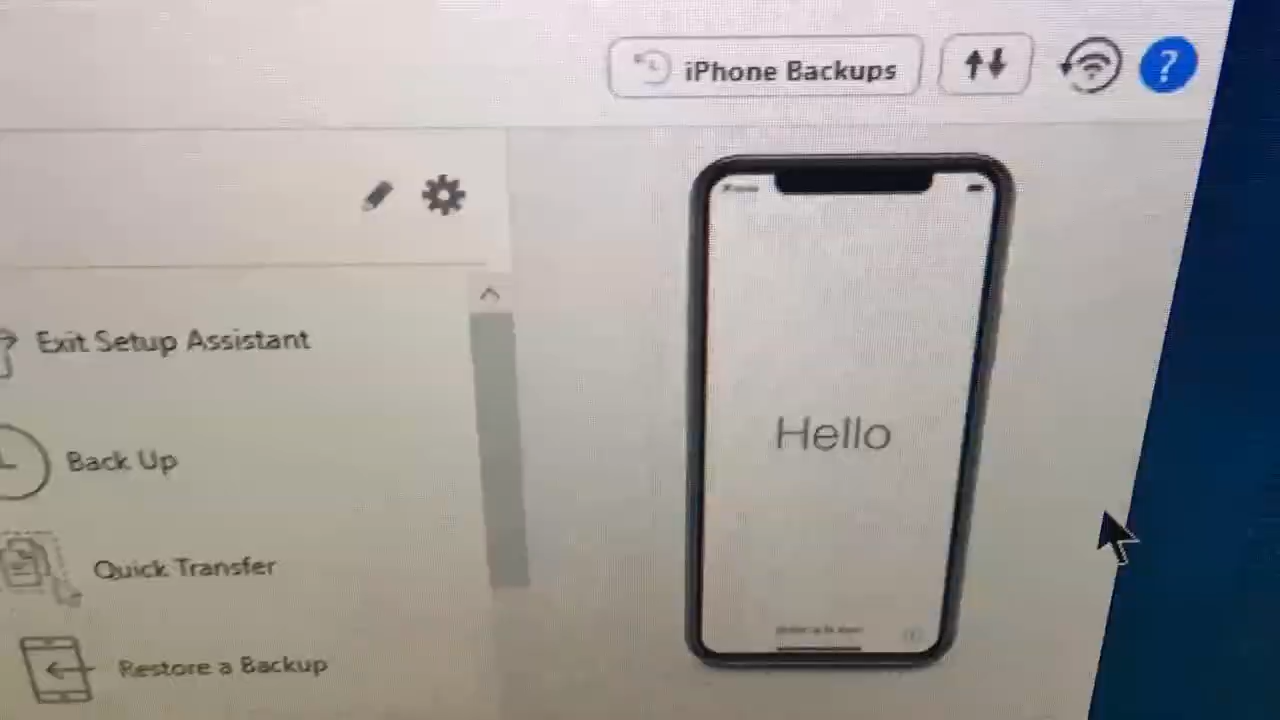 iPhone Backups
?
Exit Setup Assistant
Hello
Back Up
Quick Transfer
Restore a Backup